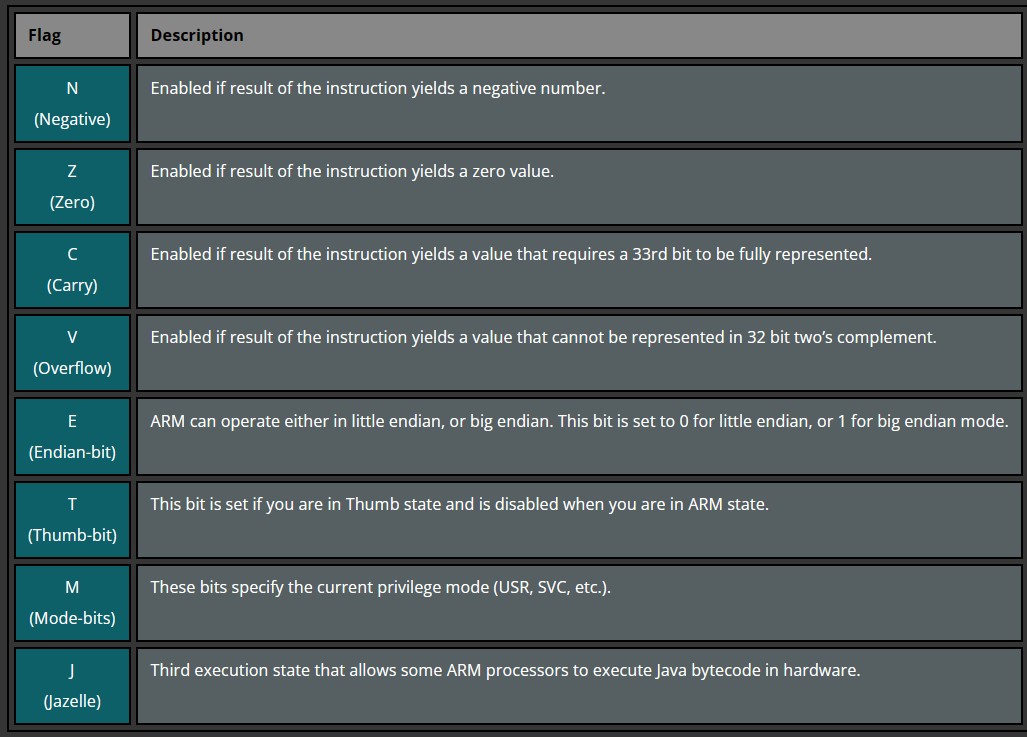 Flag Description
N
Enabled if result of the instruction yields a negative number.
(Negative)
Z
Enabled if result of the instruction yields a zero value.
(Zero)
C
Enabled if result of the instruction yields a value that requires a 33rd bit to be fully represented.
(Carry)
V
Enabled if result of the instruction yields a value that cannot be represented in 32 bit two’s complement.
(Overflow)
E
ARM can operate either in little endian, or big endian. This bit is set to 0 for little endian, or 1 for big endian mode.
(Endian-bit)
T
This bit is set if you are in Thumb state and is disabled when you are in ARM state.
(Thumb-bit)
M
These bits specify the current privilege mode (USR, SVC, etc.).
(Mode-bits)
J
Third execution state that allows some ARM processors to execute Java bytecode in hardware.
(Jazelle)